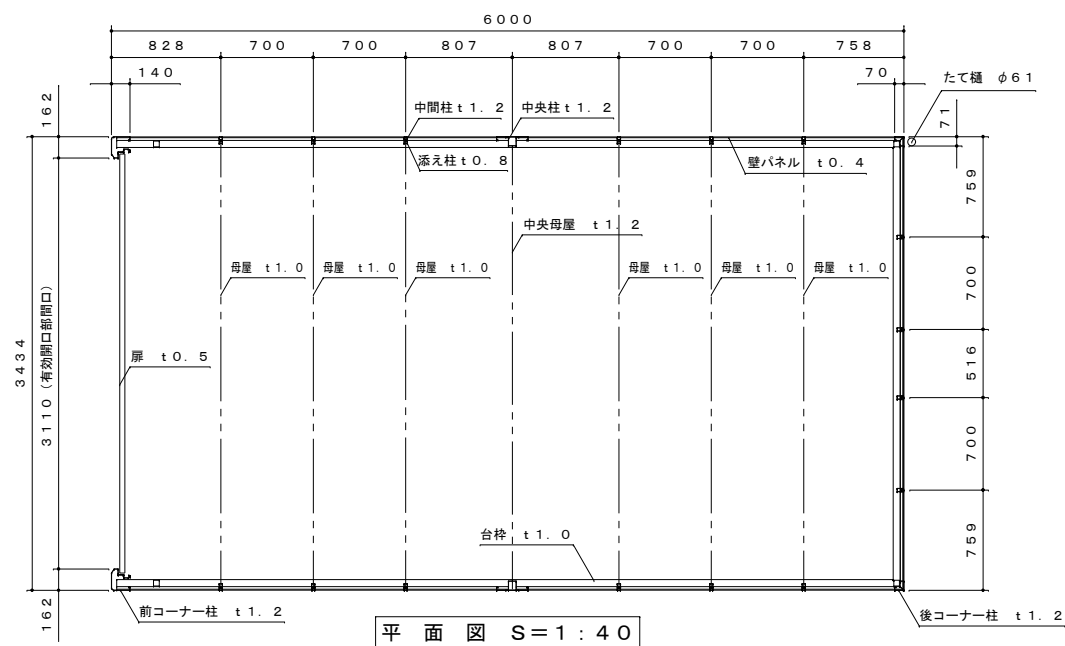 6000
828 700 700 807 807 700 700 758
140
70
たて樋 φ61
162
71
中間柱t1.2
中央柱t1.2
添え柱t0.8
壁パネル t0.4
759
中央母屋 t1.2
母屋 t1.0
母屋 t1.0
母屋 t1.0
母屋 t1.0
母屋 t1.0
母屋 t1.0
700
3434
3110(有効開口部間口)
扉 t0.5
516
700
台枠 t1.0
759
162
前コーナー柱 t1.2
後コーナー柱 t1.2
平面図 S=1:40